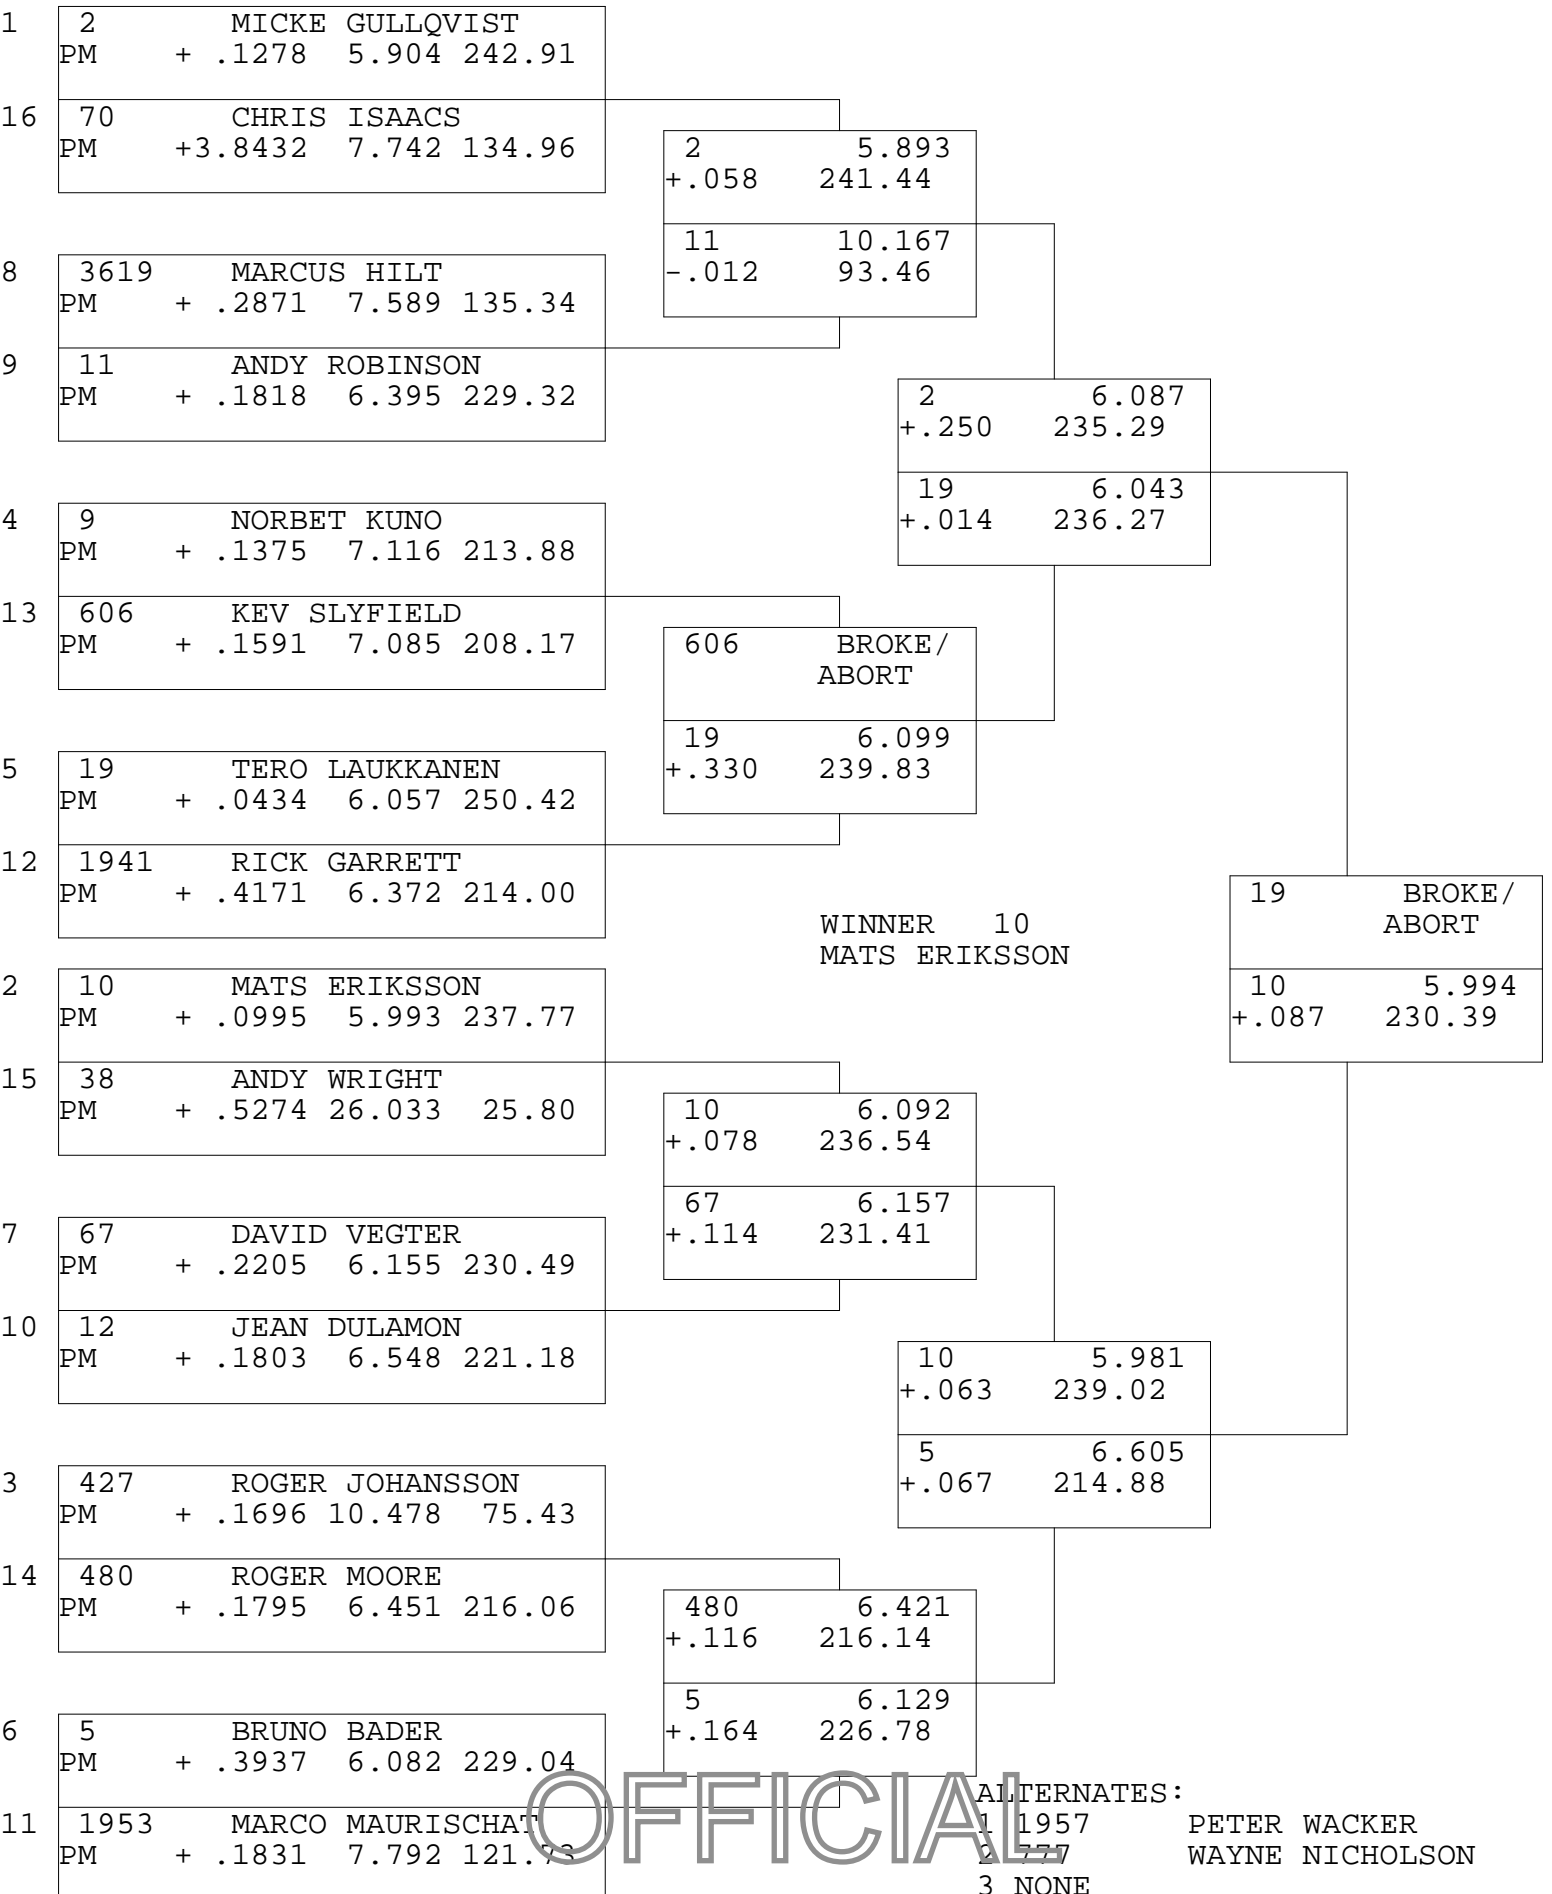 1 2 MICKE GULLQVIST
PM + .1278 5.904 242.91
16 70 CHRIS ISAACS
PM +3.8432 7.742 134.96
2 5.893
+.058 241.44
11 10.167
-.012 93.46
8 3619 MARCUS HILT
PM + .2871 7.589 135.34
9 11 ANDY ROBINSON
PM + .1818 6.395 229.32
2 6.087
+.250 235.29
19 6.043
+.014 236.27
4 9 NORBET KUNO
PM + .1375 7.116 213.88
13 606 KEV SLYFIELD
PM + .1591 7.085 208.17
606 BROKE/
ABORT
19 6.099
+.330 239.83
5 19 TERO LAUKKANEN
PM + .0434 6.057 250.42
12 1941 RICK GARRETT
PM + .4171 6.372 214.00
WINNER 10
MATS ERIKSSON
19 BROKE/
ABORT
10 5.994
+.087 230.39
2 10 MATS ERIKSSON
PM + .0995 5.993 237.77
15 38 ANDY WRIGHT
PM + .5274 26.033 25.80
10 6.092
+.078 236.54
67 6.157
+.114 231.41
7 67 DAVID VEGTER
PM + .2205 6.155 230.49
10 12 JEAN DULAMON
PM + .1803 6.548 221.18
10 5.981
+.063 239.02
5 6.605
+.067 214.88
3 427 ROGER JOHANSSON
PM + .1696 10.478 75.43
14 480 ROGER MOORE
PM + .1795 6.451 216.06
480 6.421
+.116 216.14
5 6.129
+.164 226.78
6 5 BRUNO BADER
PM + .3937 6.082 229.04
11 1953 MARCO MAURISCHAT
PM + .1831 7.792 121.73
OFFICIAL
ALTERNATES:
1 1957 PETER WACKER
2 777 WAYNE NICHOLSON
3 NONE